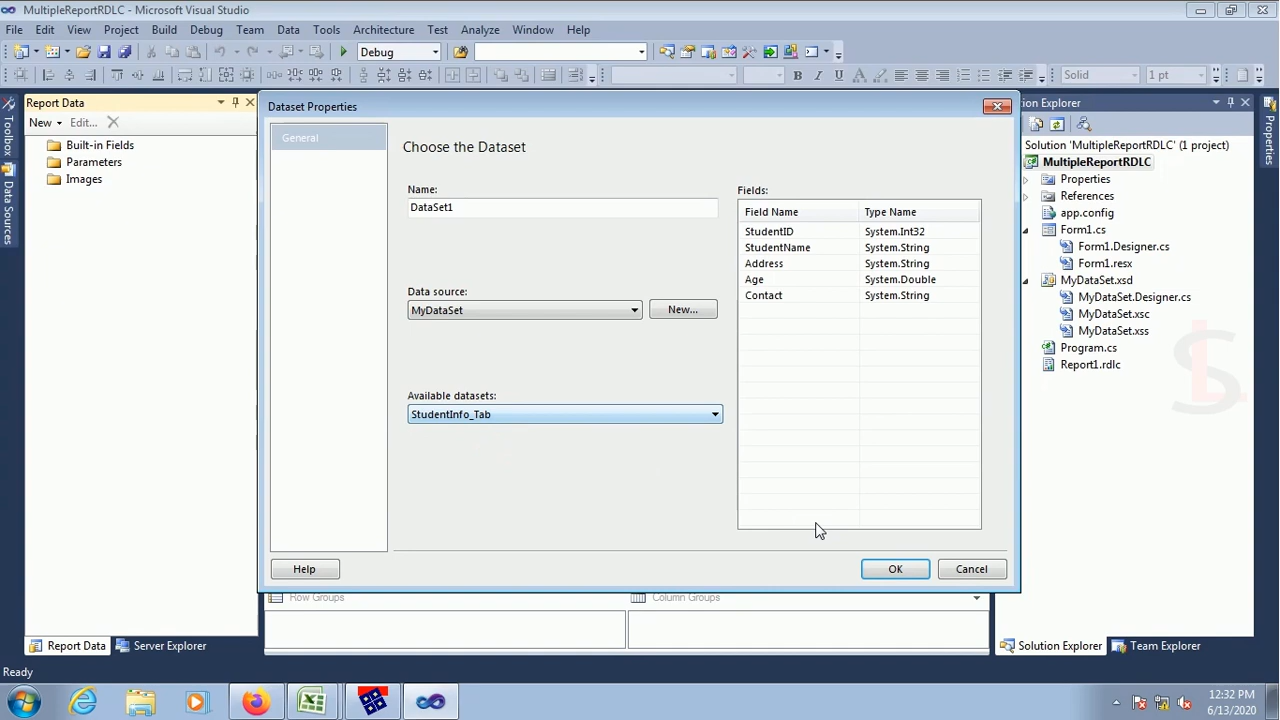 MultipleReportRDLC - Microsoft Visual Studio
File Edit View Project Build Debug Team Data Tools Architecture Test Analyze Window Help
Debug
Solid 1 pt
Report Data
New Edit...
Built-in Fields
Parameters
Images
Toolbox
Data Sources
Dataset Properties
General
Choose the Dataset
Name:
DataSet1
Data source:
MyDataSet
New...
Available datasets:
StudentInfo_Tab
Fields:
Field Name Type Name
StudentID System.Int32
StudentName System.String
Address System.String
Age System.Double
Contact System.String
Help
OK
Cancel
Row Groups
Column Groups
ion Explorer
Solution 'MultipleReportRDLC' (1 project)
MultipleReportRDLC
Properties
References
app.config
Form1.cs
Form1.Designer.cs
Form1.resx
MyDataSet.xsd
MyDataSet.Designer.cs
MyDataSet.xsc
MyDataSet.xss
Program.cs
Report1.rdlc
Properties
Report Data Server Explorer
Solution Explorer Team Explorer
Ready
12:32 PM
6/13/2020